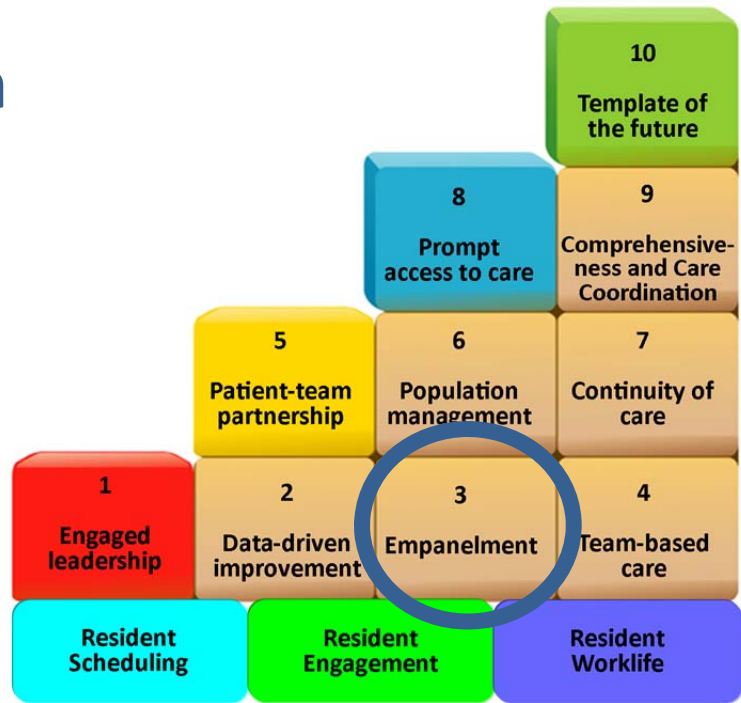 10
Template of
the future
8
Prompt
access to care
9
Comprehensive-
ness and Care
Coordination
5
Patient-team
partnership
6
Population
management
7
Continuity of
care
1
Engaged
leadership
2
Data-driven
improvement
3
Empanelment
4
Team-based
care
Resident
Scheduling
Resident
Engagement
Resident
Worklife